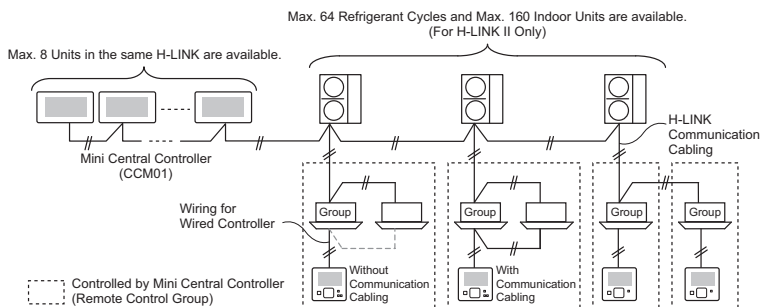 Max. 64 Refrigerant Cycles and Max. 160 Indoor Units are available.
(For H-LINK II Only)
Max. 8 Units in the same H-LINK are available.
Mini Central Controller
(CCM01)
H-LINK
Communication
Cabling
Wiring for
Wired Controller
Group
Group
Group
Group
Without
Communication
Cabling
With
Communication
Cabling
Controlled by Mini Central Controller
(Remote Control Group)